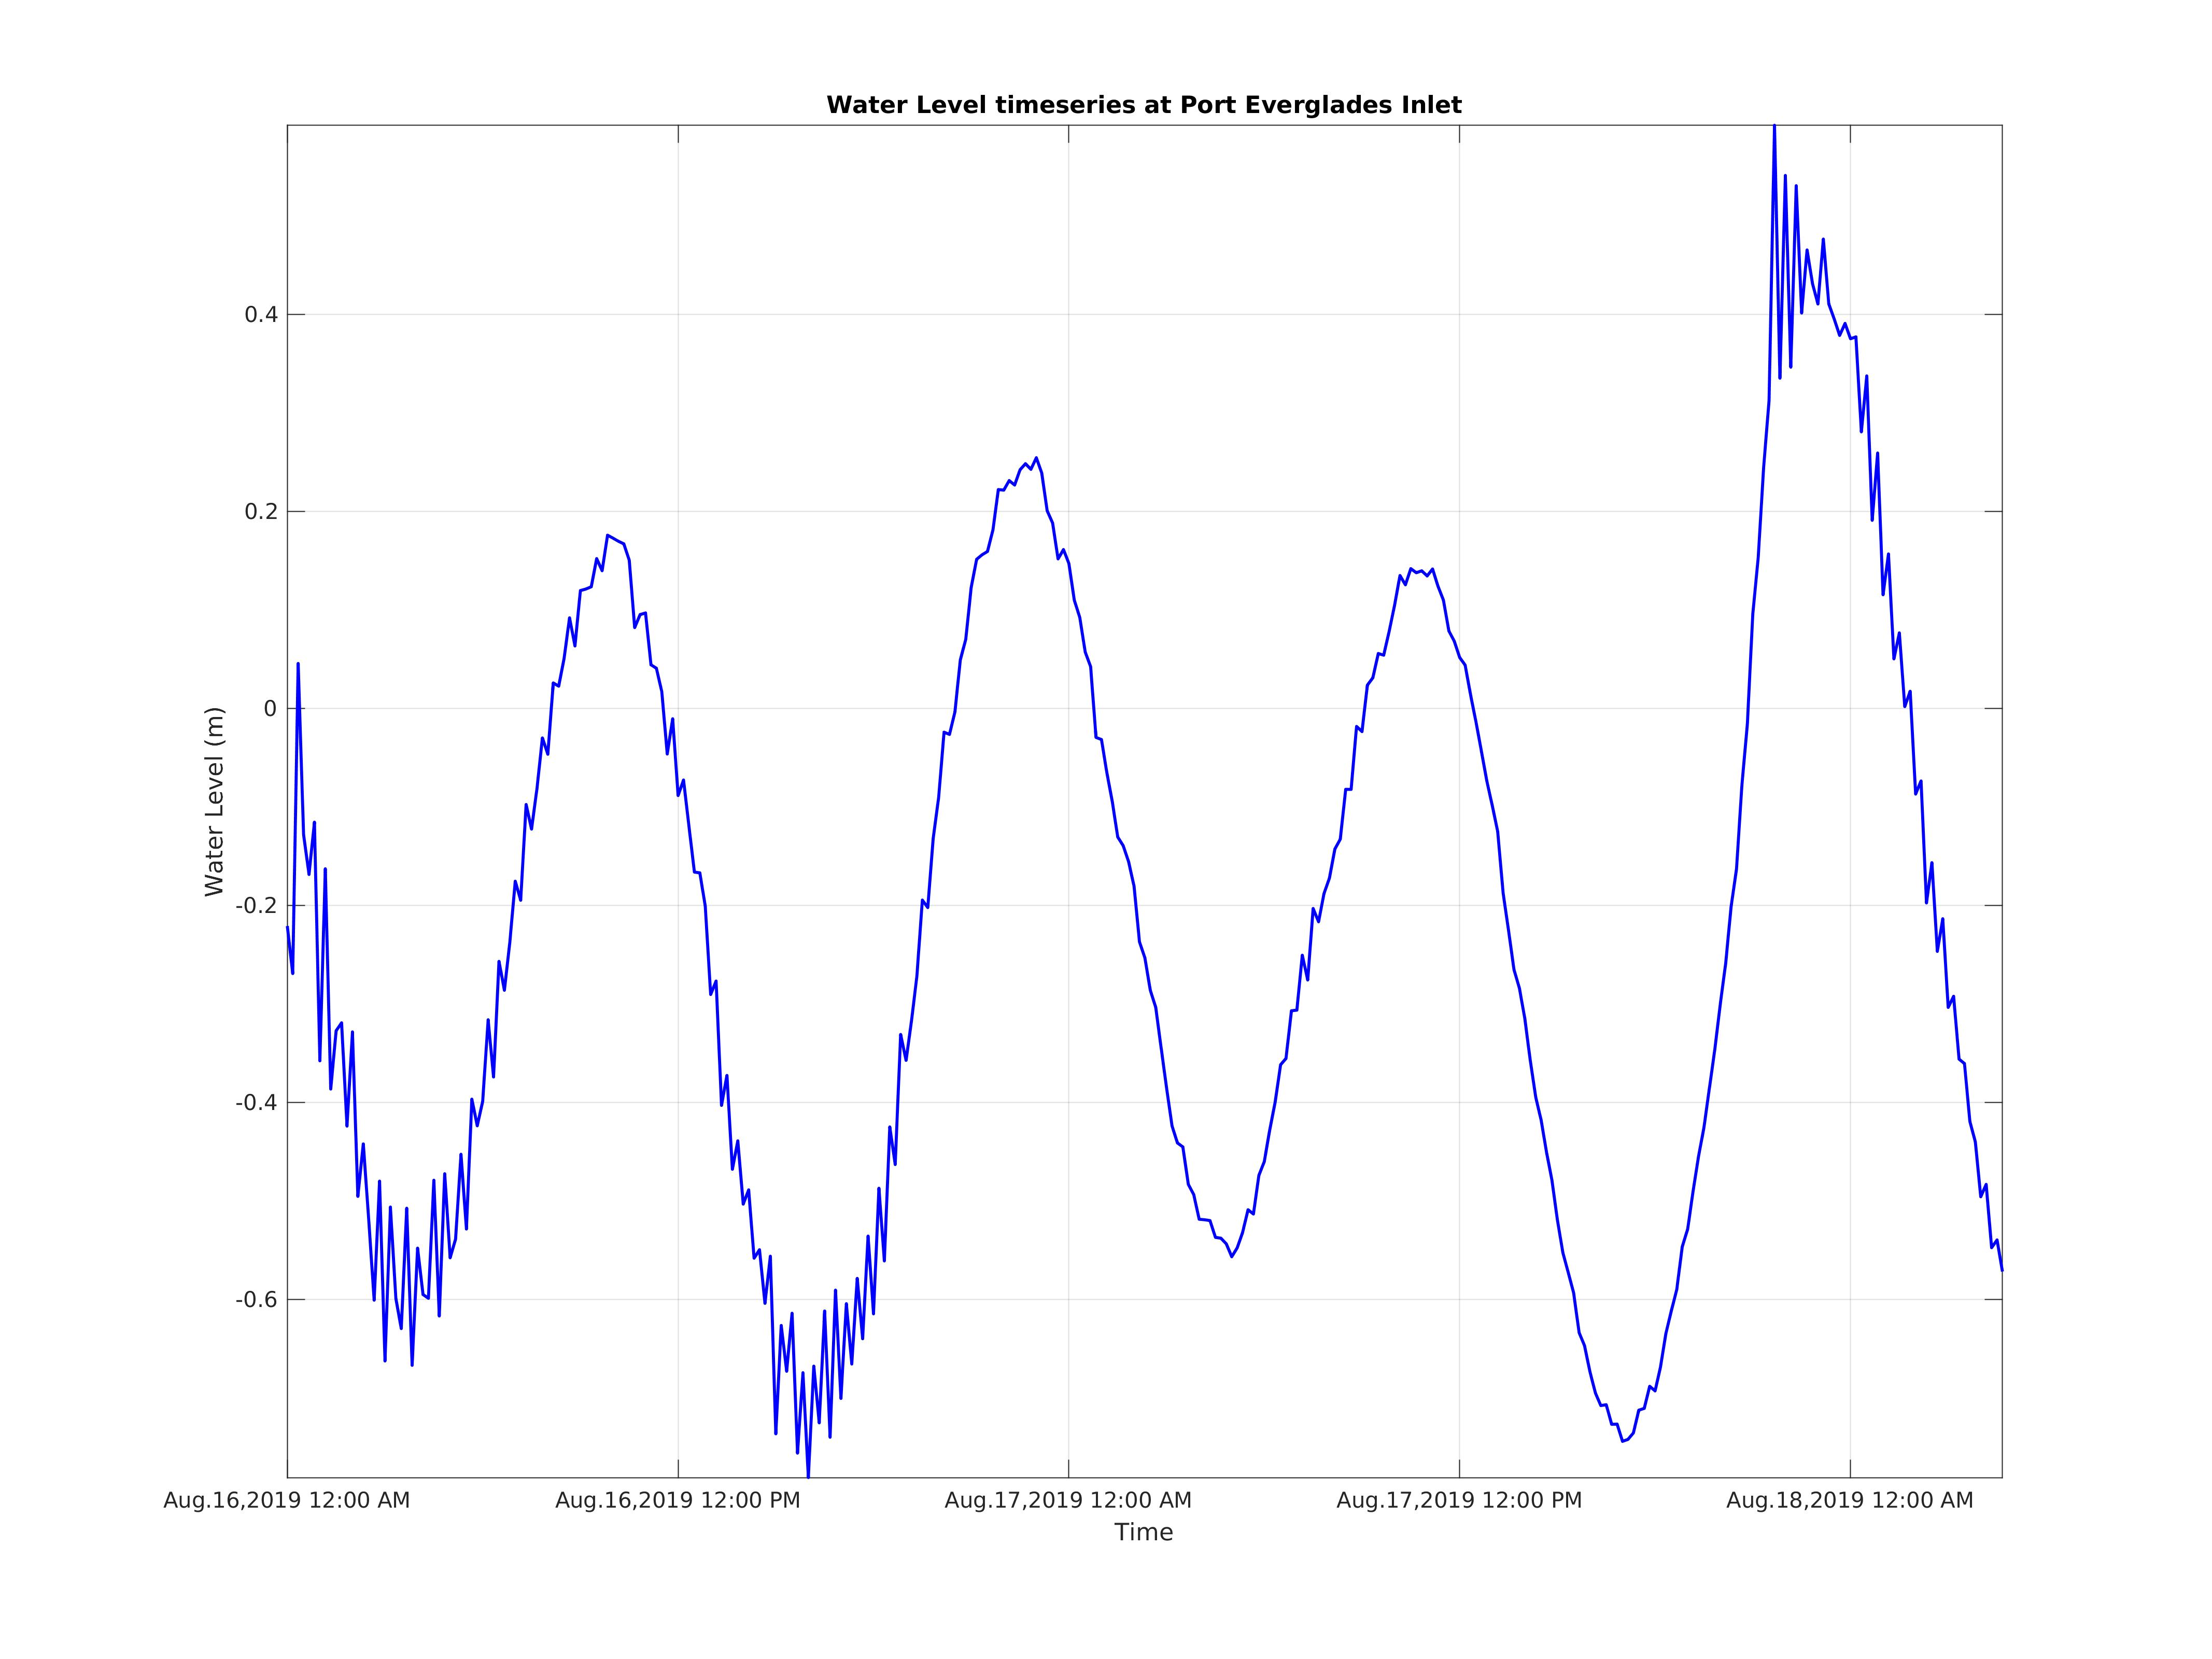 Water Level timeseries at Port Everglades Inlet
0.4
0.2
0
-0.2
-0.4
-0.6
Water Level (m)
Aug.16,2019 12:00 AM Aug.16,2019 12:00 PM Aug.17,2019 12:00 AM Aug.17,2019 12:00 PM Aug.18,2019 12:00 AM
Time